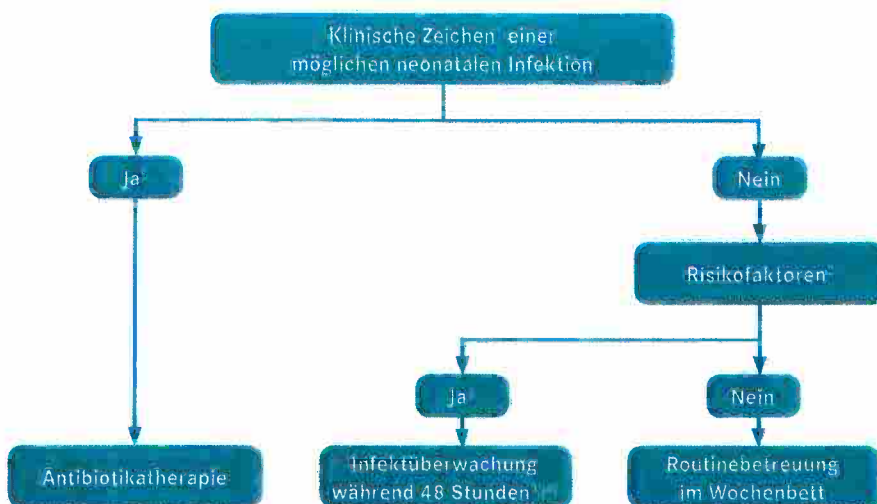 Klinische Zeichen einer
möglichen neonatalen Infektion
Ja
Nein
Risikofaktoren
Ja
Nein
Antibiotikatherapie
Infektüberwachung
während 48 Stunden
Routinebetreuung
im Wochenbett